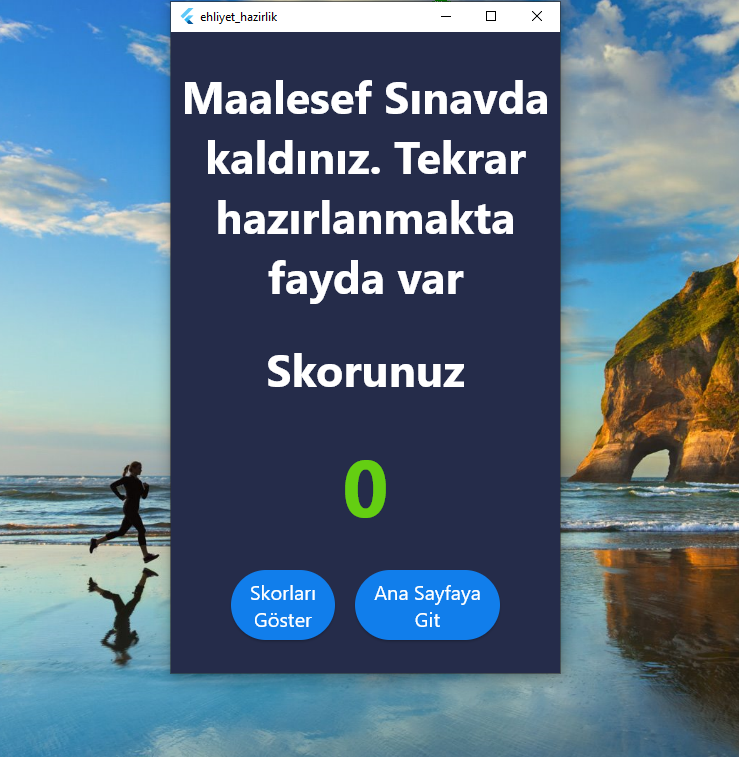 ehliyet_hazirlik
Maalesef Sınavda
kaldınız. Tekrar
hazırlanmakta
fayda var
Skorunuz
0
Skorları
Göster
Ana Sayfaya
Git